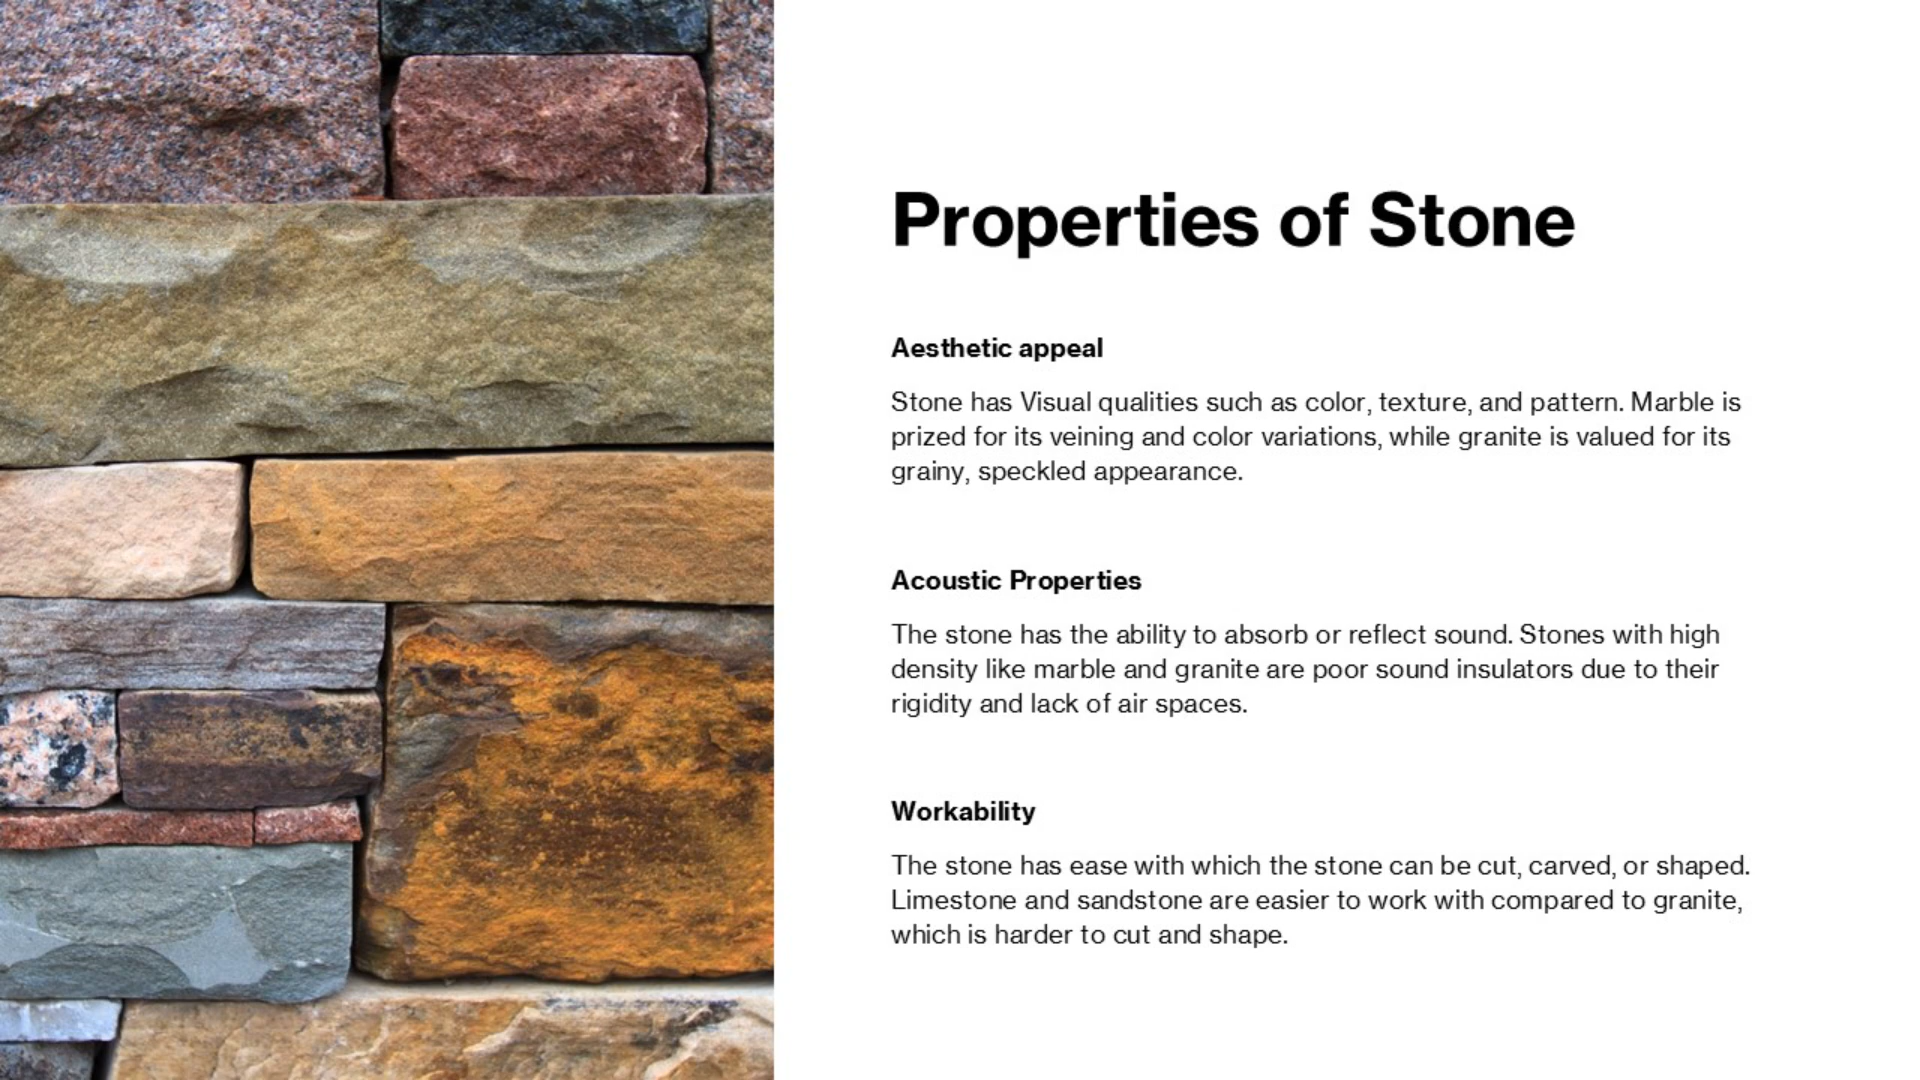 Properties of Stone
Aesthetic appeal
Stone has Visual qualities such as color, texture, and pattern. Marble is
prized for its veining and color variations, while granite is valued for its
grainy, speckled appearance.
Acoustic Properties
The stone has the ability to absorb or reflect sound. Stones with high
density like marble and granite are poor sound insulators due to their
rigidity and lack of air spaces.
Workability
The stone has ease with which the stone can be cut, carved, or shaped.
Limestone and sandstone are easier to work with compared to granite,
which is harder to cut and shape.